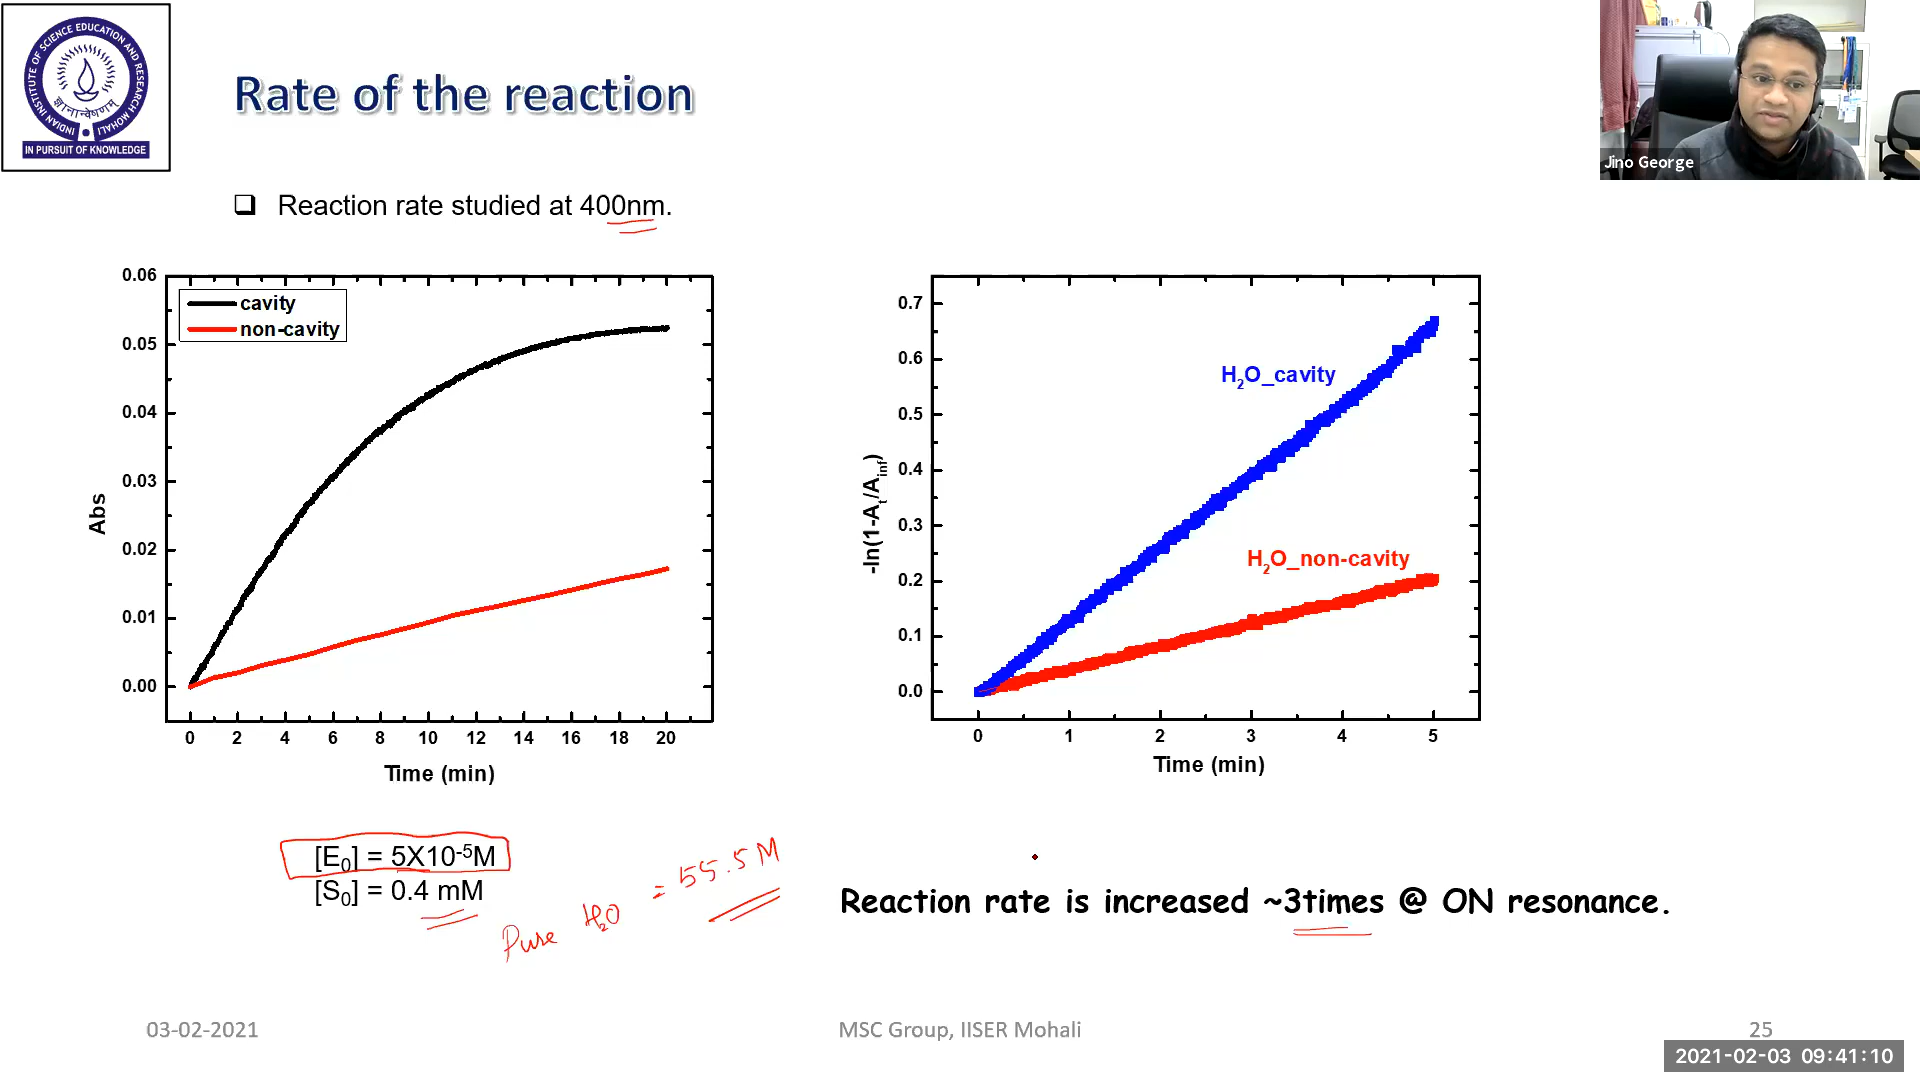 INDIAN INSTITUTE OF SCIENCE EDUCATION AND RESEARCH MOHALI
ज्ञानान्वेषणम्
IN PURSUIT OF KNOWLEDGE
Rate of the reaction
Jino George
❑ Reaction rate studied at 400nm.
cavity
non-cavity
0.06
0.05
0.04
0.03
0.02
0.01
0.00
Abs
0 2 4 6 8 10 12 14 16 18 20
Time (min)
H₂O_cavity
H₂O_non-cavity
0.7
0.6
0.5
0.4
0.3
0.2
0.1
0.0
-ln(1-Aₜ/A_inf)
0 1 2 3 4 5
Time (min)
[E₀] = 5X10⁻⁵M
[S₀] = 0.4 mM
Pure H₂O = 55.5 M
Reaction rate is increased ~3times @ ON resonance.
03-02-2021
MSC Group, IISER Mohali
25
2021-02-03 09:41:10